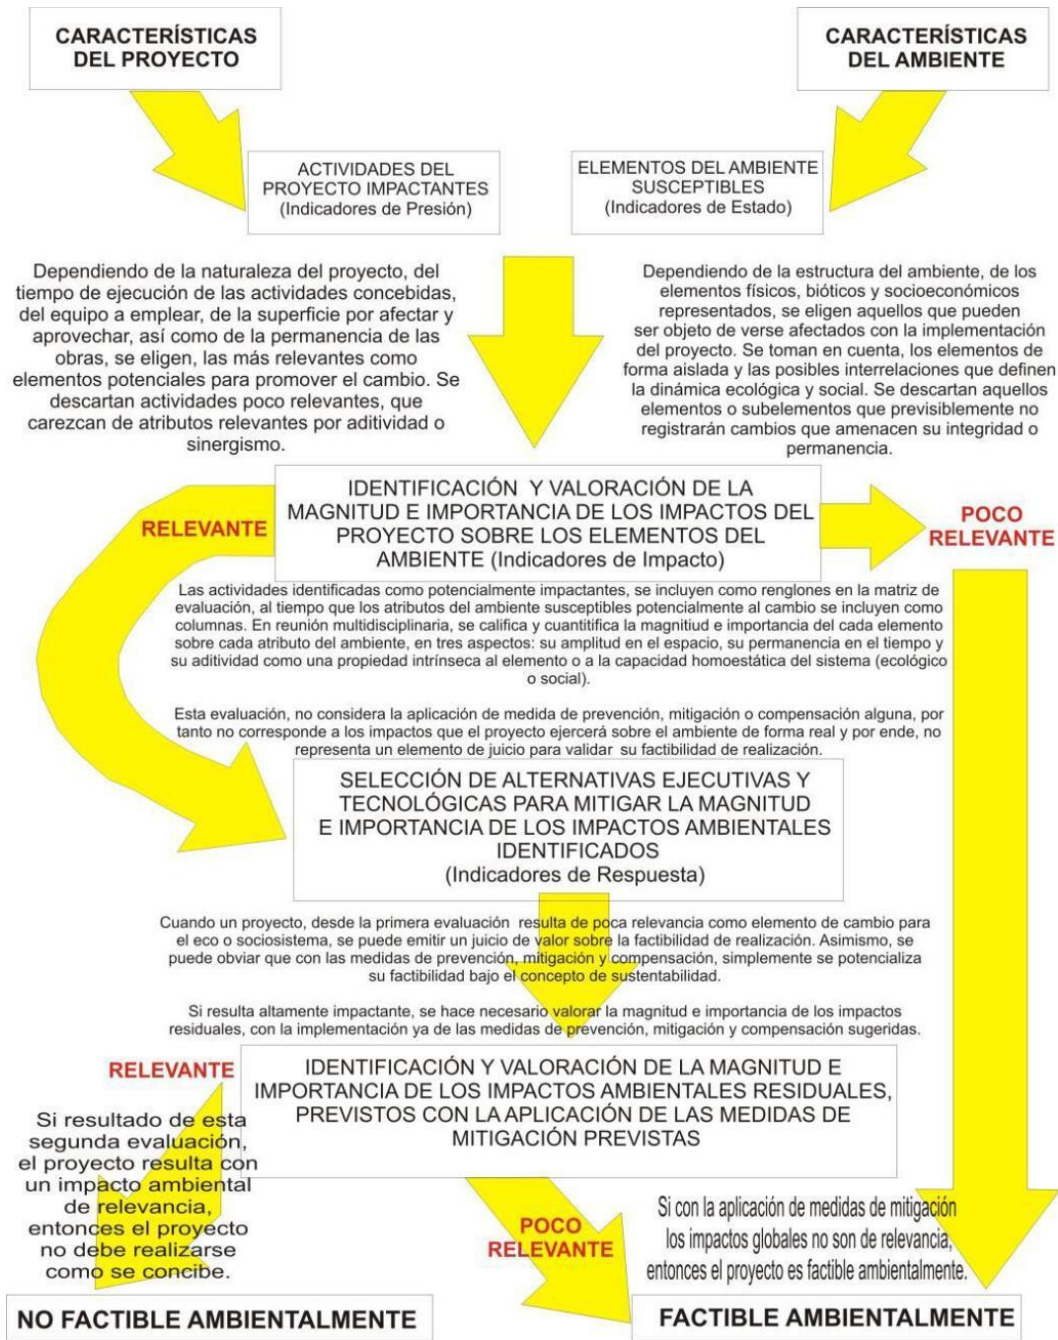 CARACTERÍSTICAS
DEL PROYECTO
CARACTERÍSTICAS
DEL AMBIENTE
ACTIVIDADES DEL
PROYECTO IMPACTANTES
(Indicadores de Presión)
ELEMENTOS DEL AMBIENTE
SUSCEPTIBLES
(Indicadores de Estado)
Dependiendo de la naturaleza del proyecto, del
tiempo de ejecución de las actividades concebidas,
del equipo a emplear, de la superficie por afectar y
aprovechar, así como de la permanencia de las
obras, se eligen, las más relevantes como
elementos potenciales para promover el cambio. Se
descartan actividades poco relevantes, que
carezcan de atributos relevantes por aditividad o
sinergismo.
Dependiendo de la estructura del ambiente, de los
elementos físicos, bióticos y socioeconómicos
representados, se eligen aquellos que pueden
ser objeto de verse afectados con la implementación
del proyecto. Se toman en cuenta, los elementos de
forma aislada y las posibles interrelaciones que definen
la dinámica ecológica y social. Se descartan aquellos
elementos o subelementos que previsiblemente no
registrarán cambios que amenacen su integridad o
permanencia.
IDENTIFICACIÓN Y VALORACIÓN DE LA
MAGNITUD E IMPORTANCIA DE LOS IMPACTOS DEL
PROYECTO SOBRE LOS ELEMENTOS DEL
AMBIENTE (Indicadores de Impacto)
RELEVANTE
POCO
RELEVANTE
Las actividades identificadas como potencialmente impactantes, se incluyen como renglones en la matriz de
evaluación, al tiempo que los atributos del ambiente susceptibles potencialmente al cambio se incluyen como
columnas. En reunión multidisciplinaria, se califica y cuantitifica la magnitiud e importancia del cada elemento
sobre cada atributo del ambiente, en tres aspectos: su amplitud en el espacio, su permanencia en el tiempo y
su aditividad como una propiedad intrínseca al elemento o a la capacidad homoestática del sistema (ecológico
o social).
Esta evaluación, no considera la aplicación de medida de prevención, mitigación o compensación alguna, por
tanto no corresponde a los impactos que el proyecto ejercerá sobre el ambiente de forma real y por ende, no
representa un elemento de juicio para validar su factibilidad de realización.
SELECCIÓN DE ALTERNATIVAS EJECUTIVAS Y
TECNOLÓGICAS PARA MITIGAR LA MAGNITUD
E IMPORTANCIA DE LOS IMPACTOS AMBIENTALES
IDENTIFICADOS
(Indicadores de Respuesta)
Cuando un proyecto, desde la primera evaluación resulta de poca relevancia como elemento de cambio para
el eco o sociosistema, se puede emitir un juicio de valor sobre la factibilidad de realización. Asimismo, se
puede obviar que con las medidas de prevención, mitigación y compensación, simplemente se potencializa
su factibilidad bajo el concepto de sustentabilidad.
Si resulta altamente impactante, se hace necesario valorar la magnitud e importancia de los impactos
residuales, con la implementación ya de las medidas de prevención, mitigación y compensación sugeridas.
RELEVANTE
IDENTIFICACIÓN Y VALORACIÓN DE LA MAGNITUD E
IMPORTANCIA DE LOS IMPACTOS AMBIENTALES RESIDUALES,
PREVISTOS CON LA APLICACIÓN DE LAS MEDIDAS DE
MITIGACIÓN PREVISTAS
Si resultado de esta
segunda evaluación,
el proyecto resulta con
un impacto ambiental
de relevancia,
entonces el proyecto
no debe realizarse
como se concibe.
POCO
RELEVANTE
Si con la aplicación de medidas de mitigación
los impactos globales no son de relevancia,
entonces el proyecto es factible ambientalmente.
NO FACTIBLE AMBIENTALMENTE
FACTIBLE AMBIENTALMENTE